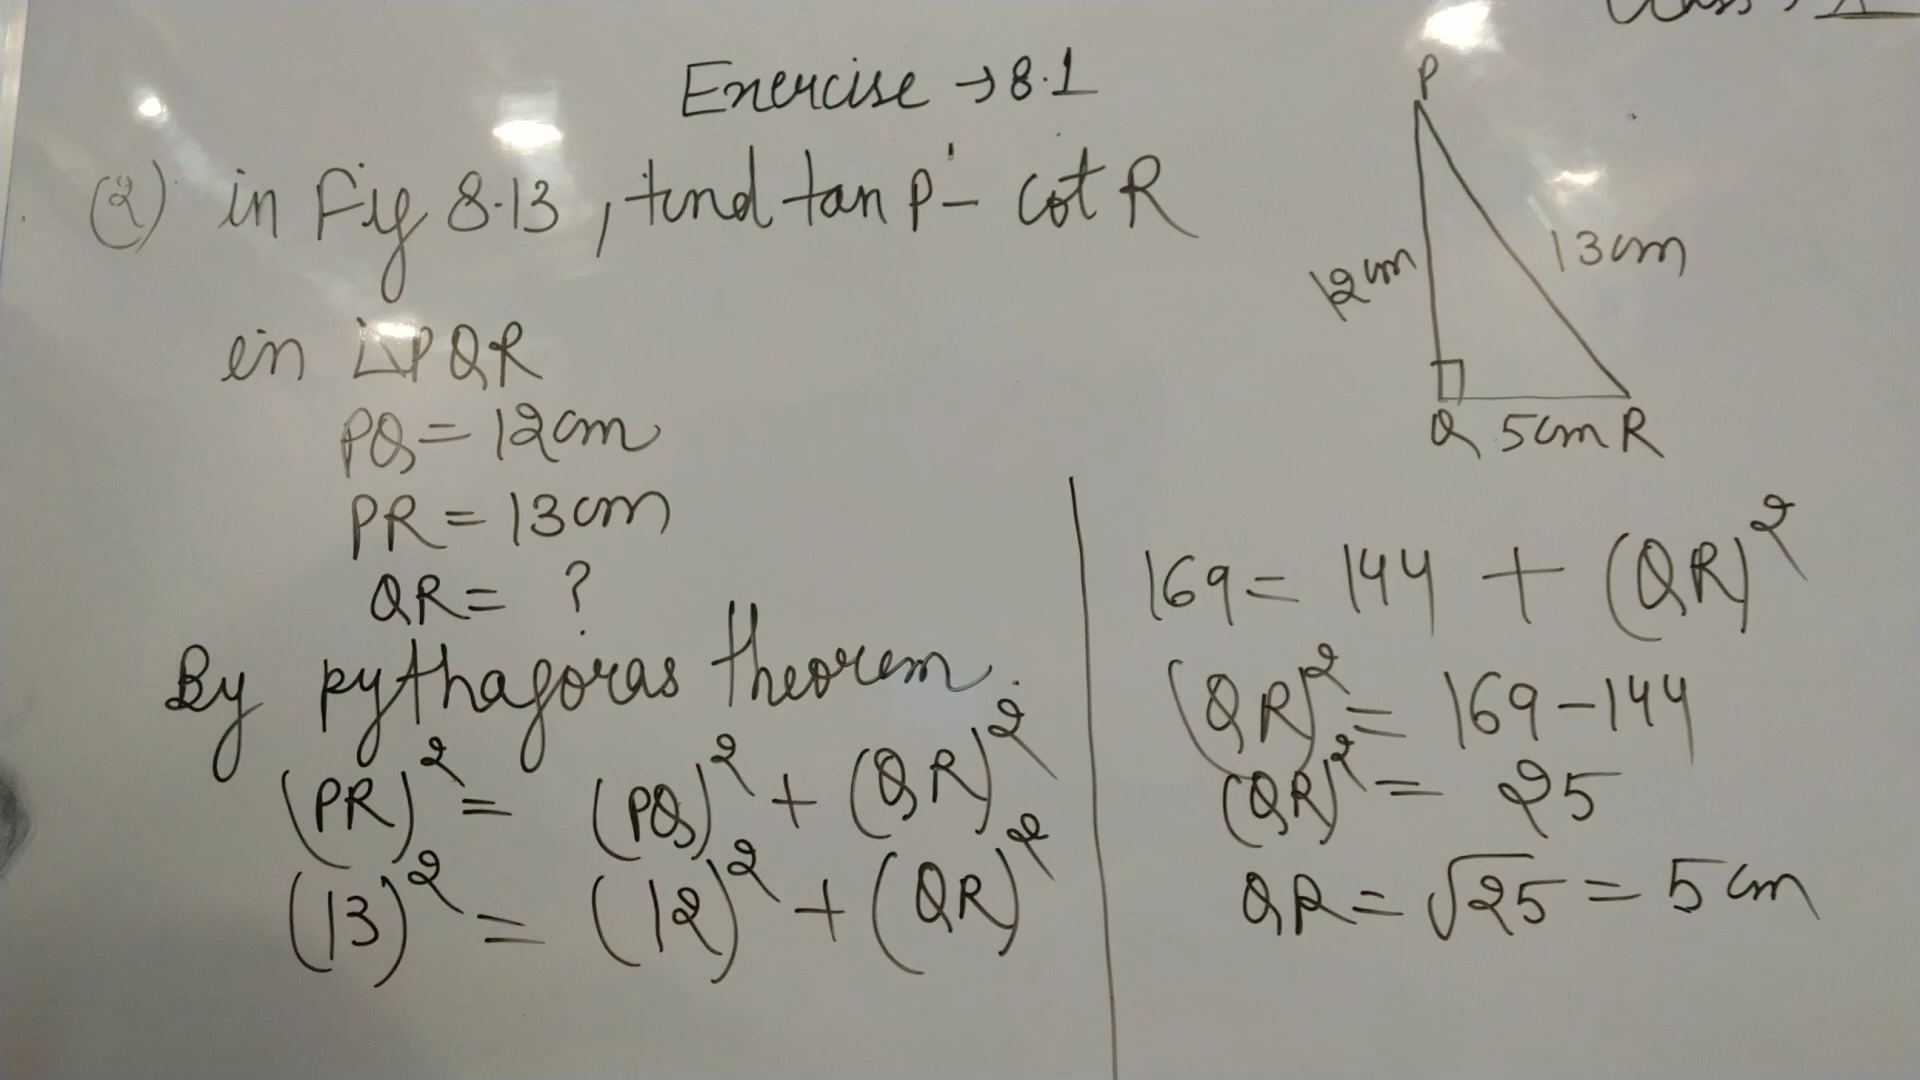 Class → X
Exercise → 8.1
(2) in Fig 8.13, find tan P - cot R
in △PQR
PQ = 12cm
PR = 13cm
QR = ?
By pythagoras theorem.
(PR)² = (PQ)² + (QR)²
(13)² = (12)² + (QR)²
P
12cm
13cm
Q 5cm R
169 = 144 + (QR)²
(QR)² = 169 - 144
(QR)² = 25
QR = √25 = 5cm